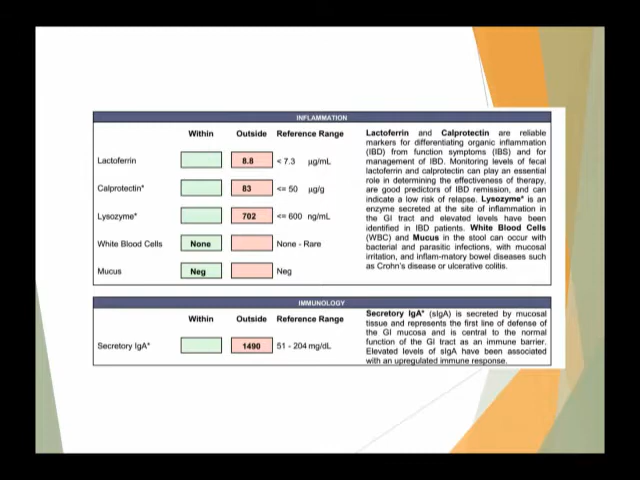 INFLAMMATION
Within Outside Reference Range
Lactoferrin 8.8 < 7.3 µg/mL
Calprotectin* 83 <= 50 µg/g
Lysozyme* 702 <= 600 ng/mL
White Blood Cells None None - Rare
Mucus Neg Neg
Lactoferrin and Calprotectin are reliable
markers for differentiating organic inflammation
(IBD) from function symptoms (IBS) and for
management of IBD. Monitoring levels of fecal
lactoferrin and calprotectin can play an essential
role in determining the effectiveness of therapy,
are good predictors of IBD remission, and can
indicate a low risk of relapse. Lysozyme* is an
enzyme secreted at the site of inflammation in
the GI tract and elevated levels have been
identified in IBD patients. White Blood Cells
(WBC) and Mucus in the stool can occur with
bacterial and parasitic infections, with mucosal
irritation, and inflam-matory bowel diseases such
as Crohn's disease or ulcerative colitis.
IMMUNOLOGY
Within Outside Reference Range
Secretory IgA* 1490 51 - 204 mg/dL
Secretory IgA* (sIgA) is secreted by mucosal
tissue and represents the first line of defense of
the GI mucosa and is central to the normal
function of the GI tract as an immune barrier.
Elevated levels of sIgA have been associated
with an upregulated immune response.